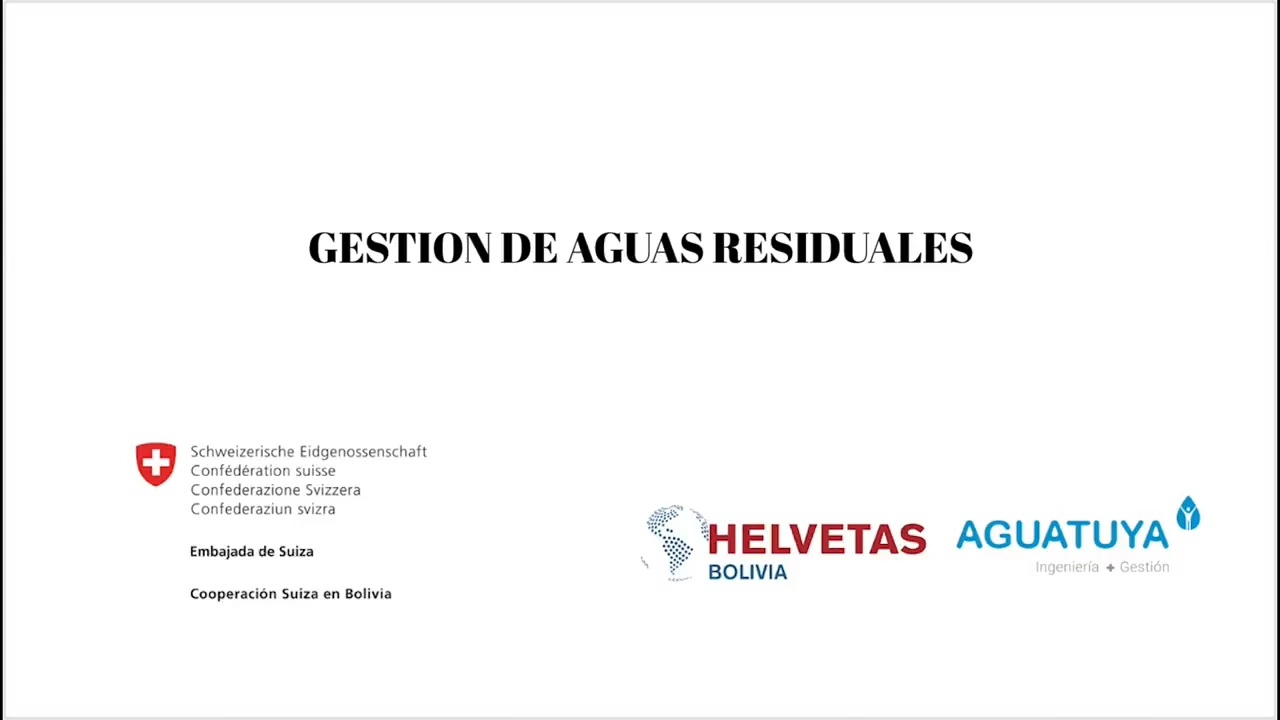 GESTION DE AGUAS RESIDUALES
Schweizerische Eidgenossenschaft
Confédération suisse
Confederazione Svizzera
Confederaziun svizra
Embajada de Suiza
Cooperación Suiza en Bolivia
HELVETAS
BOLIVIA
AGUATUYA
Ingeniería + Gestión